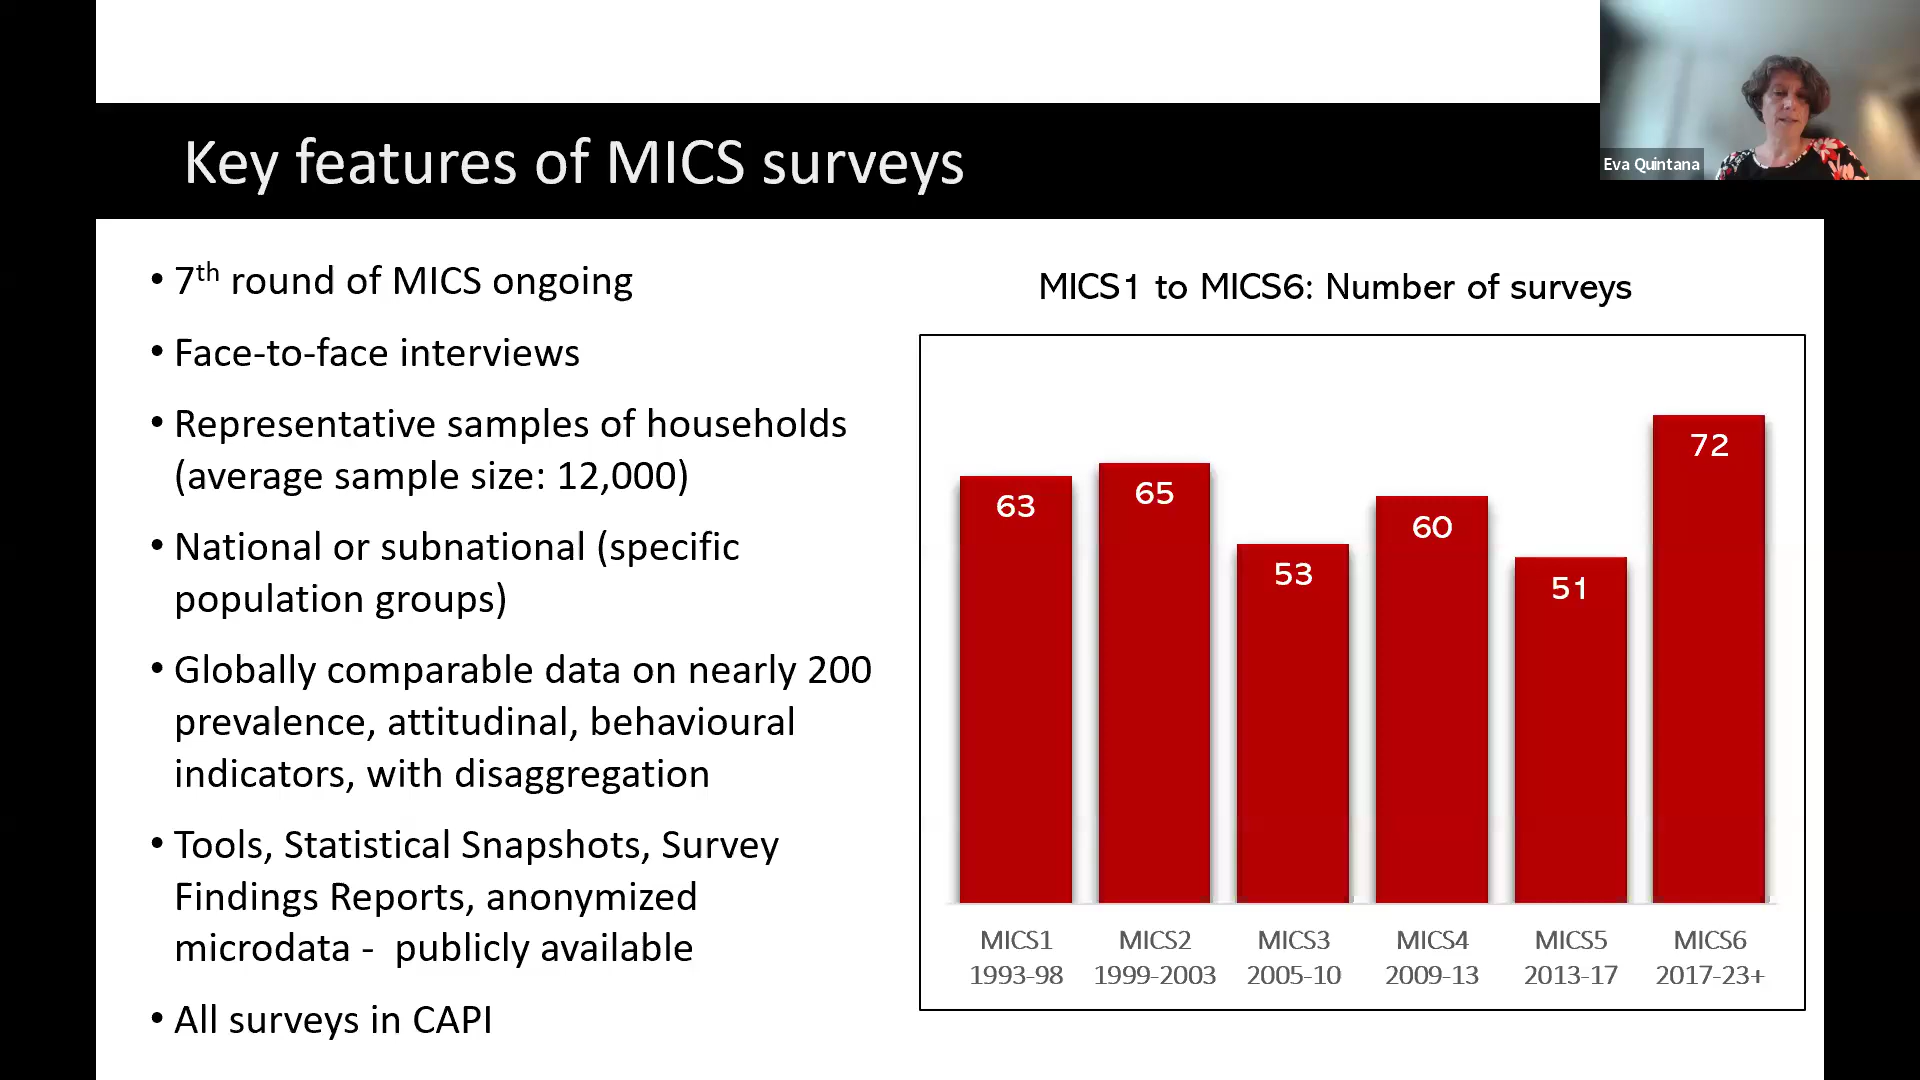 Eva Quintana
Key features of MICS surveys
• 7th round of MICS ongoing
• Face-to-face interviews
• Representative samples of households
(average sample size: 12,000)
• National or subnational (specific
population groups)
• Globally comparable data on nearly 200
prevalence, attitudinal, behavioural
indicators, with disaggregation
• Tools, Statistical Snapshots, Survey
Findings Reports, anonymized
microdata - publicly available
• All surveys in CAPI
MICS1 to MICS6: Number of surveys
63
65
53
60
51
72
MICS1
1993-98
MICS2
1999-2003
MICS3
2005-10
MICS4
2009-13
MICS5
2013-17
MICS6
2017-23+